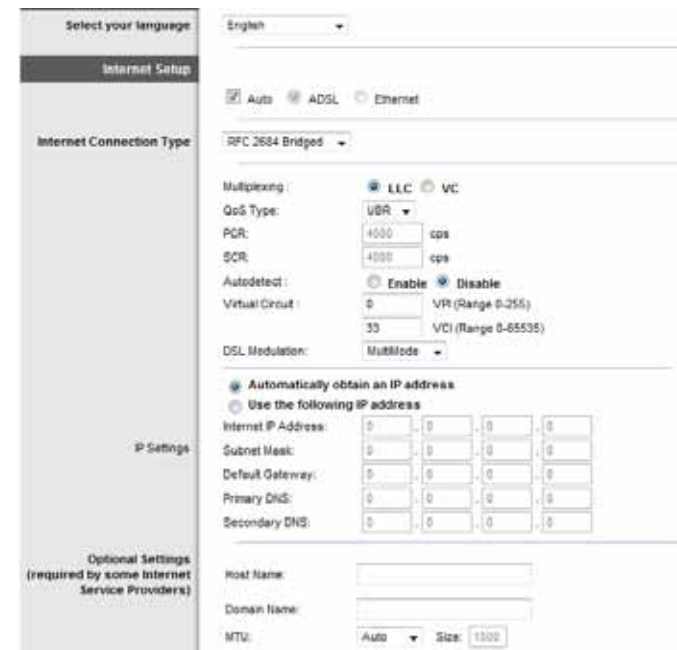 Select your language English
Internet Setup
Auto ADSL Ethernet
Internet Connection Type RFC 2684 Bridged
Multiplexing : LLC VC
QoS Type: UBR
PCR: 4000 cps
SCR: 4000 cps
Autodetect : Enable Disable
Virtual Circuit : 0 VPI (Range 0-255)
33 VCI (Range 0-65535)
DSL Modulation: MultiMode
Automatically obtain an IP address
Use the following IP address
Internet IP Address: 0 . 0 . 0 . 0
IP Settings Subnet Mask: 0 . 0 . 0 . 0
Default Gateway: 0 . 0 . 0 . 0
Primary DNS: 0 . 0 . 0 . 0
Secondary DNS: 0 . 0 . 0 . 0
Optional Settings
(required by some Internet
Service Providers)
Host Name:
Domain Name:
MTU: Auto Size: 1500